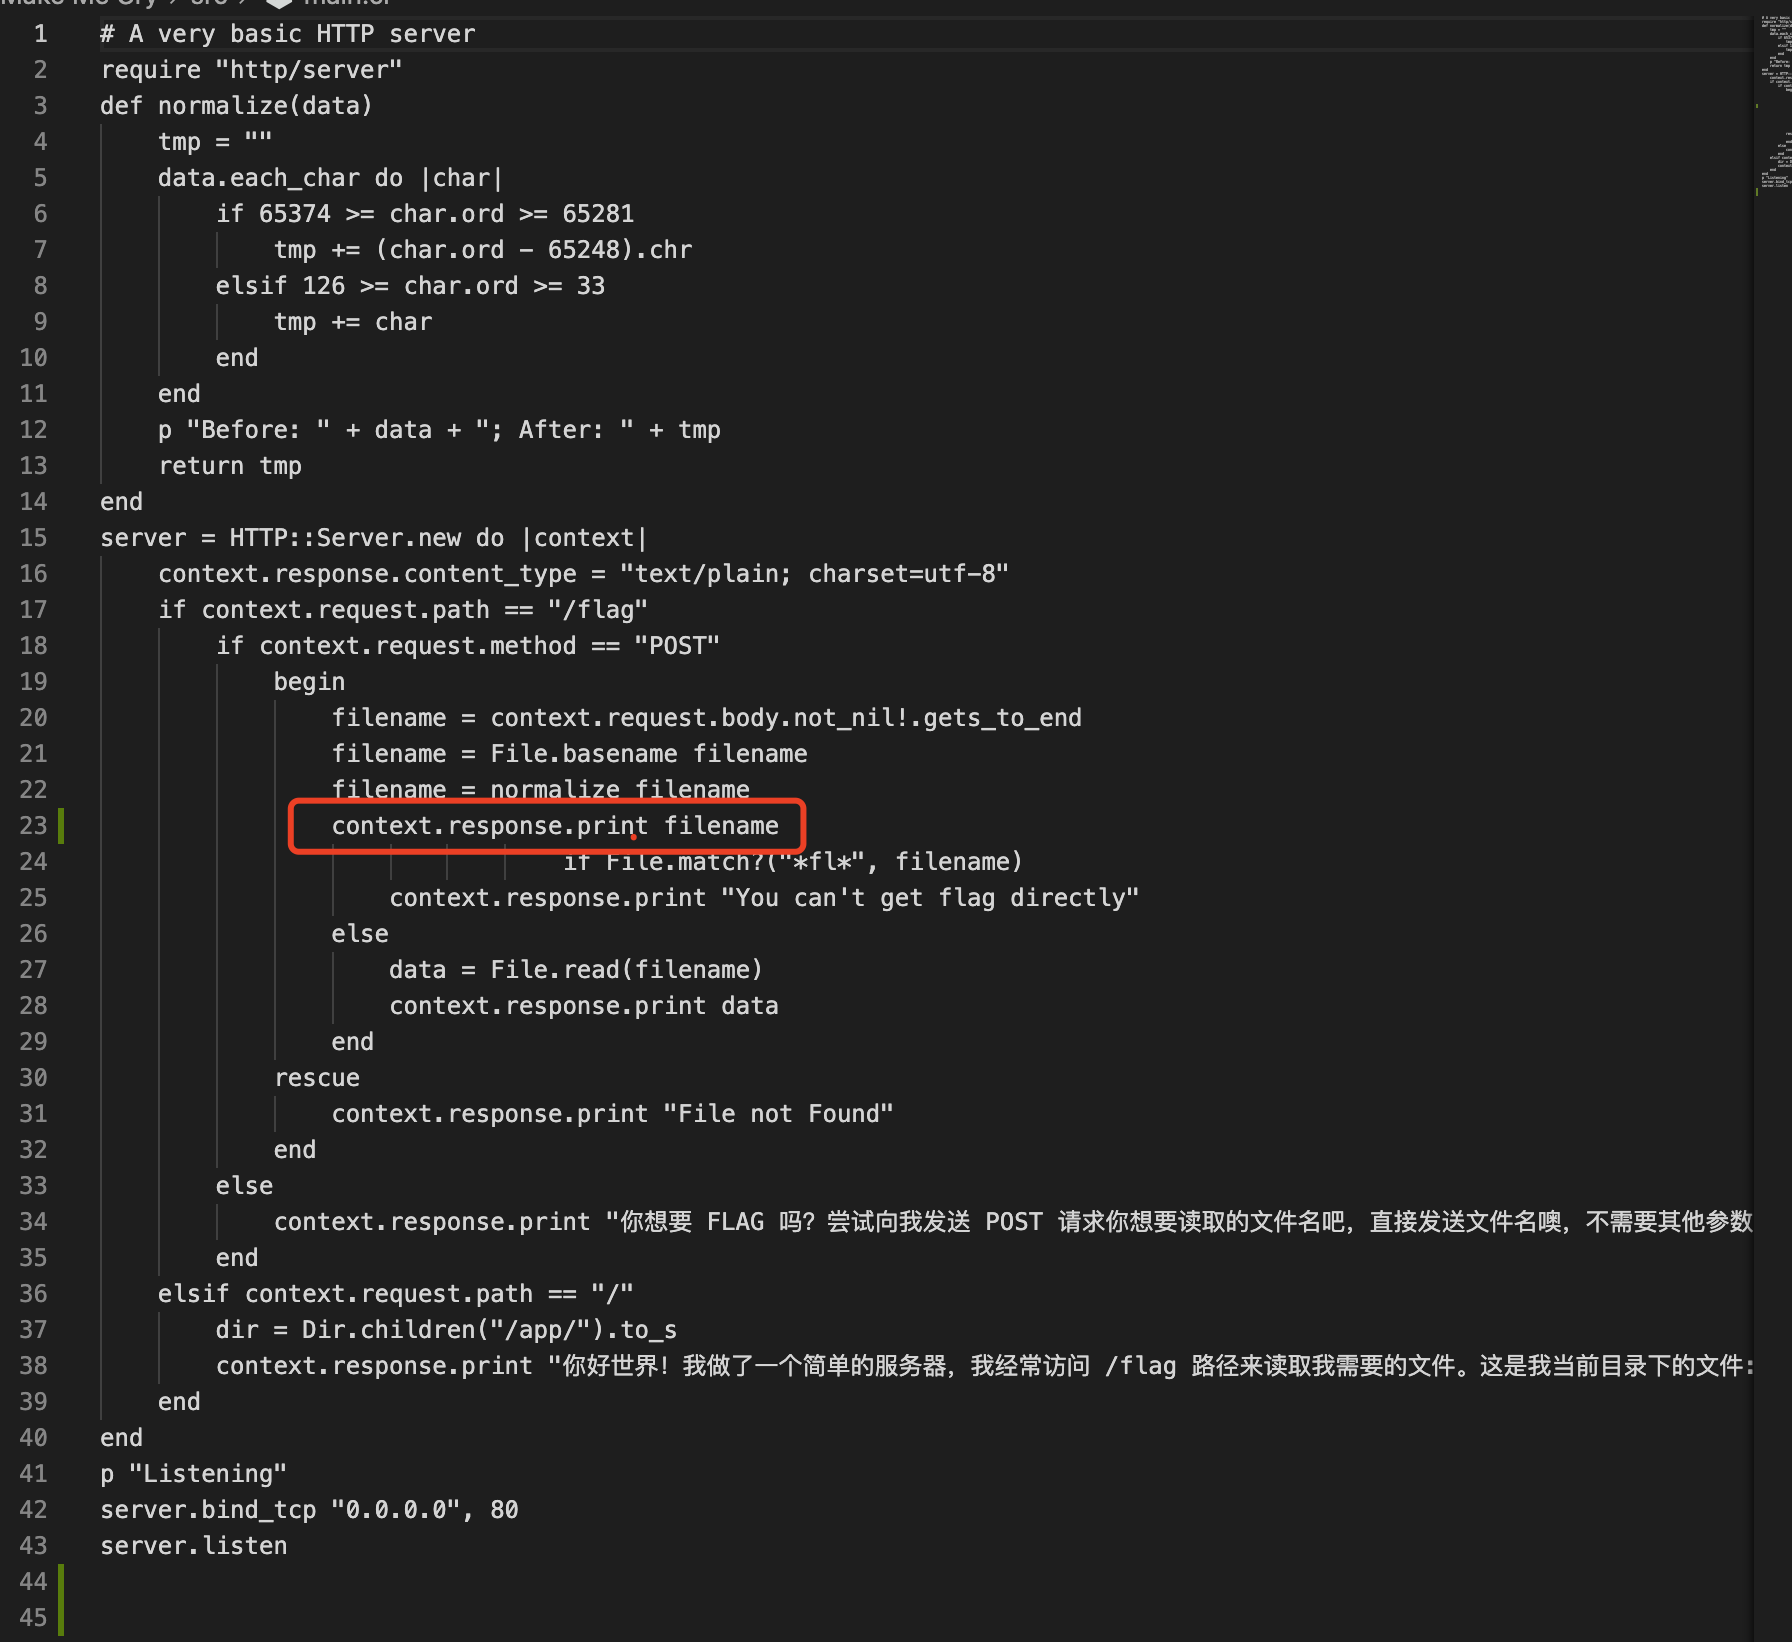 src
1 # A very basic HTTP server
2 require "http/server"
3 def normalize(data)
4 tmp = ""
5 data.each_char do |char|
6 if 65374 >= char.ord >= 65281
7 tmp += (char.ord - 65248).chr
8 elsif 126 >= char.ord >= 33
9 tmp += char
10 end
11 end
12 p "Before: " + data + "; After: " + tmp
13 return tmp
14 end
15 server = HTTP::Server.new do |context|
16 context.response.content_type = "text/plain; charset=utf-8"
17 if context.request.path == "/flag"
18 if context.request.method == "POST"
19 begin
20 filename = context.request.body.not_nil!.gets_to_end
21 filename = File.basename filename
22 filename = normalize filename
23 context.response.print filename
24 if File.match?("*fl*", filename)
25 context.response.print "You can't get flag directly"
26 else
27 data = File.read(filename)
28 context.response.print data
29 end
30 rescue
31 context.response.print "File not Found"
32 end
33 else
34 context.response.print "你想要 FLAG 吗？尝试向我发送 POST 请求你想要读取的文件名吧，直接发送文件名噢，不需要其他参数
35 end
36 elsif context.request.path == "/"
37 dir = Dir.children("/app/").to_s
38 context.response.print "你好世界！我做了一个简单的服务器，我经常访问 /flag 路径来读取我需要的文件。这是我当前目录下的文件：
39 end
40 end
41 p "Listening"
42 server.bind_tcp "0.0.0.0", 80
43 server.listen
44
45